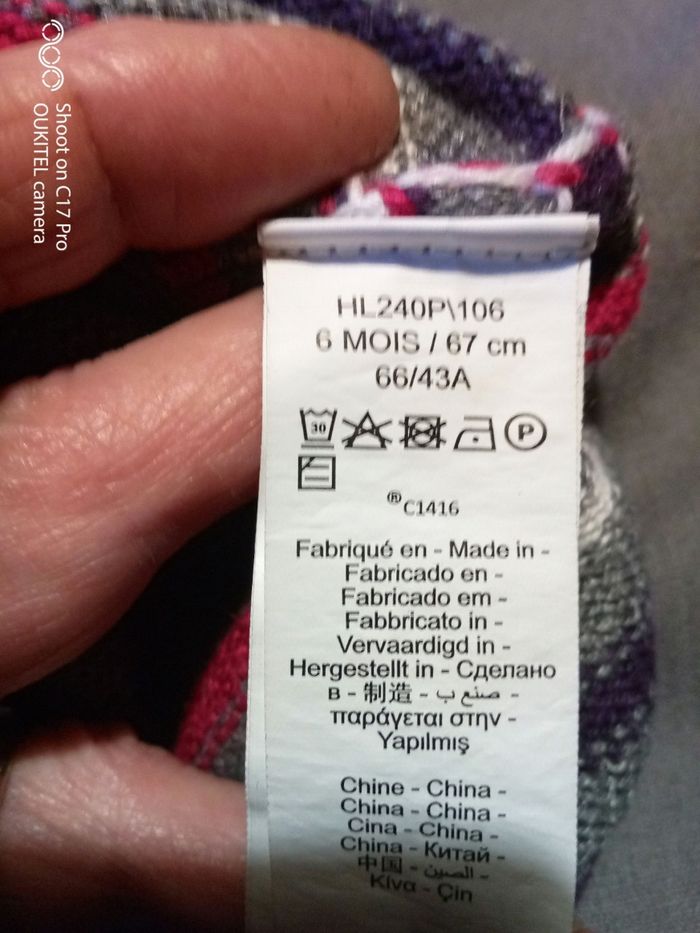 Shoot on C17 Pro
OUKITEL camera
HL240P\106
6 MOIS / 67 cm
66/43A
30
P
®C1416
Fabriqué en - Made in -
Fabricado en -
Fabricado em -
Fabbricato in -
Vervaardigd in -
Hergestellt in - Сделано
в - 制造 - صنع ب -
παράγεται στην -
Yapılmış
Chine - China -
China - China -
Cina - China -
China - Китай -
中国 - الصين -
Κίνα - Çin